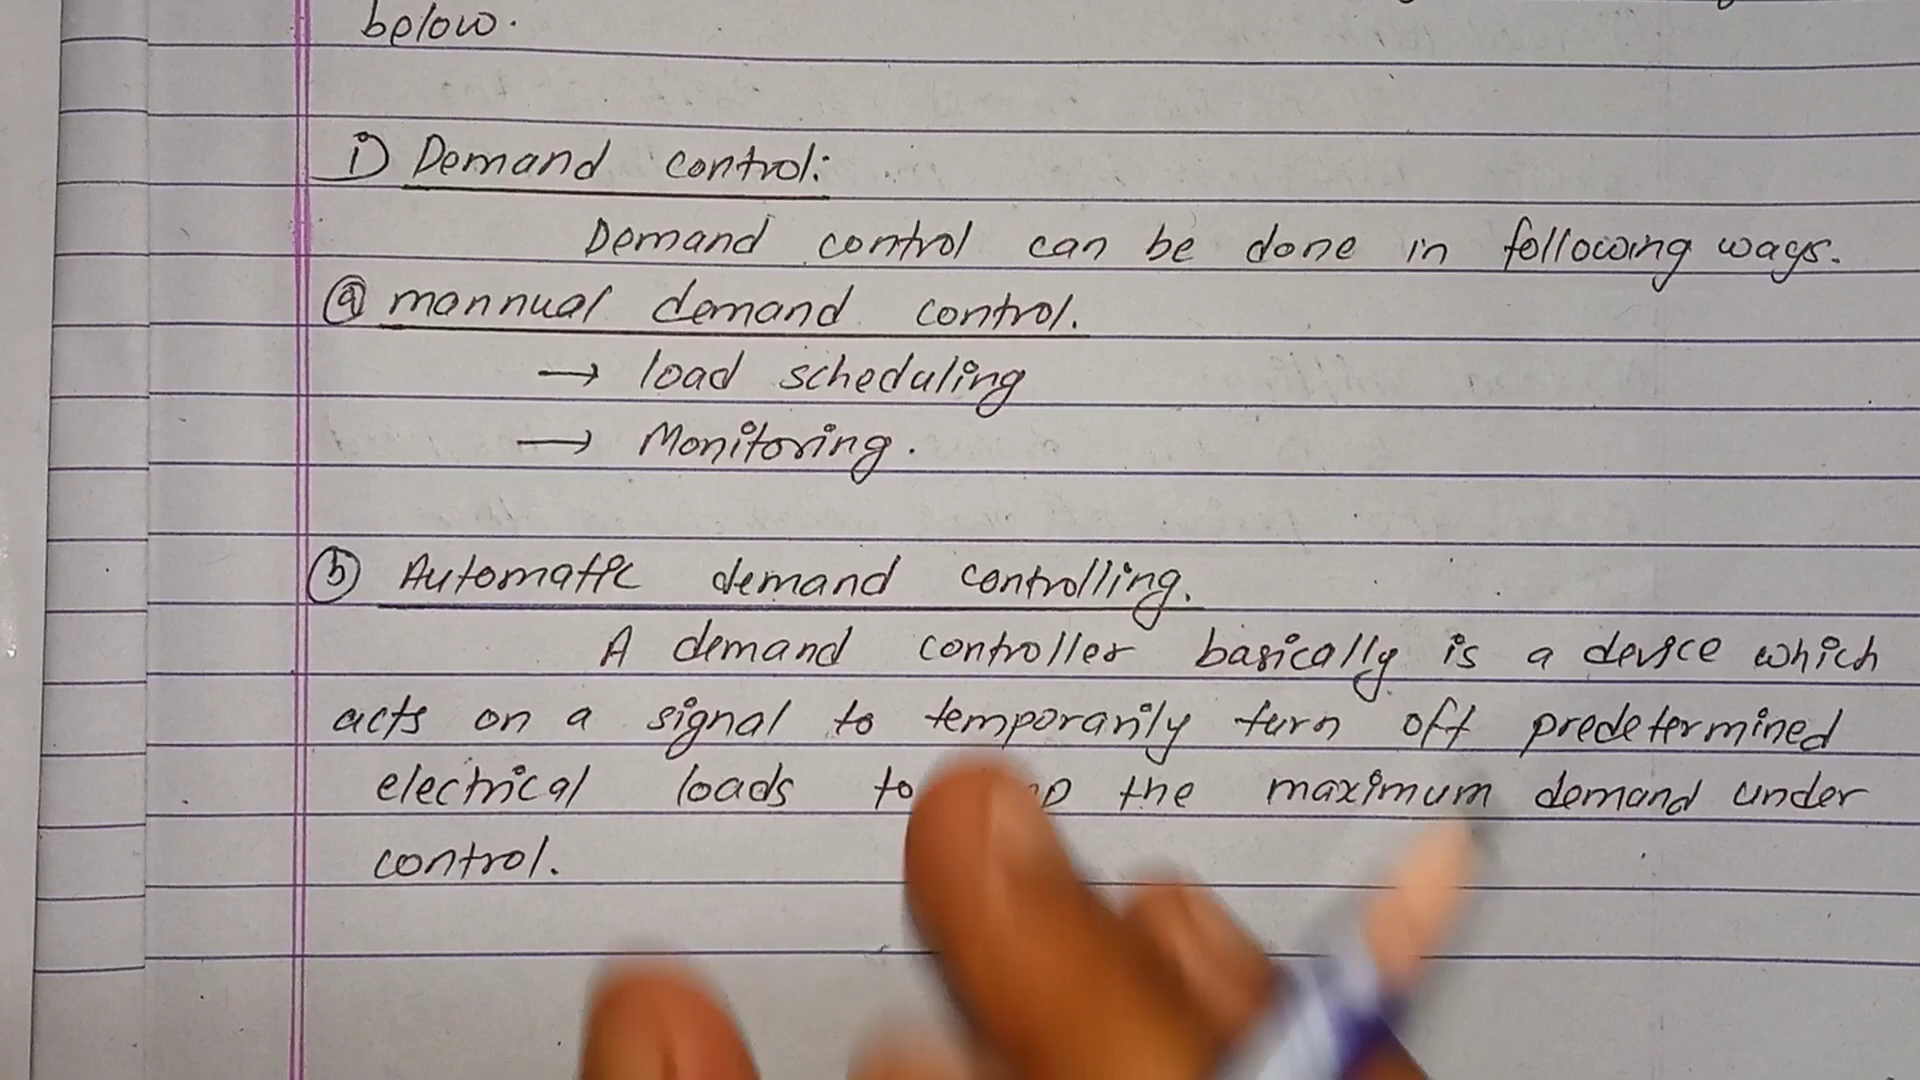 below.
i) Demand control:
Demand control can be done in following ways.
(a) mannual demand control.
→ load scheduling
→ Monitoring.
(b) Automatic demand controlling.
A demand controller basically is a device which
acts on a signal to temporarily turn off predetermined
electrical loads to the maximum demand under
control.